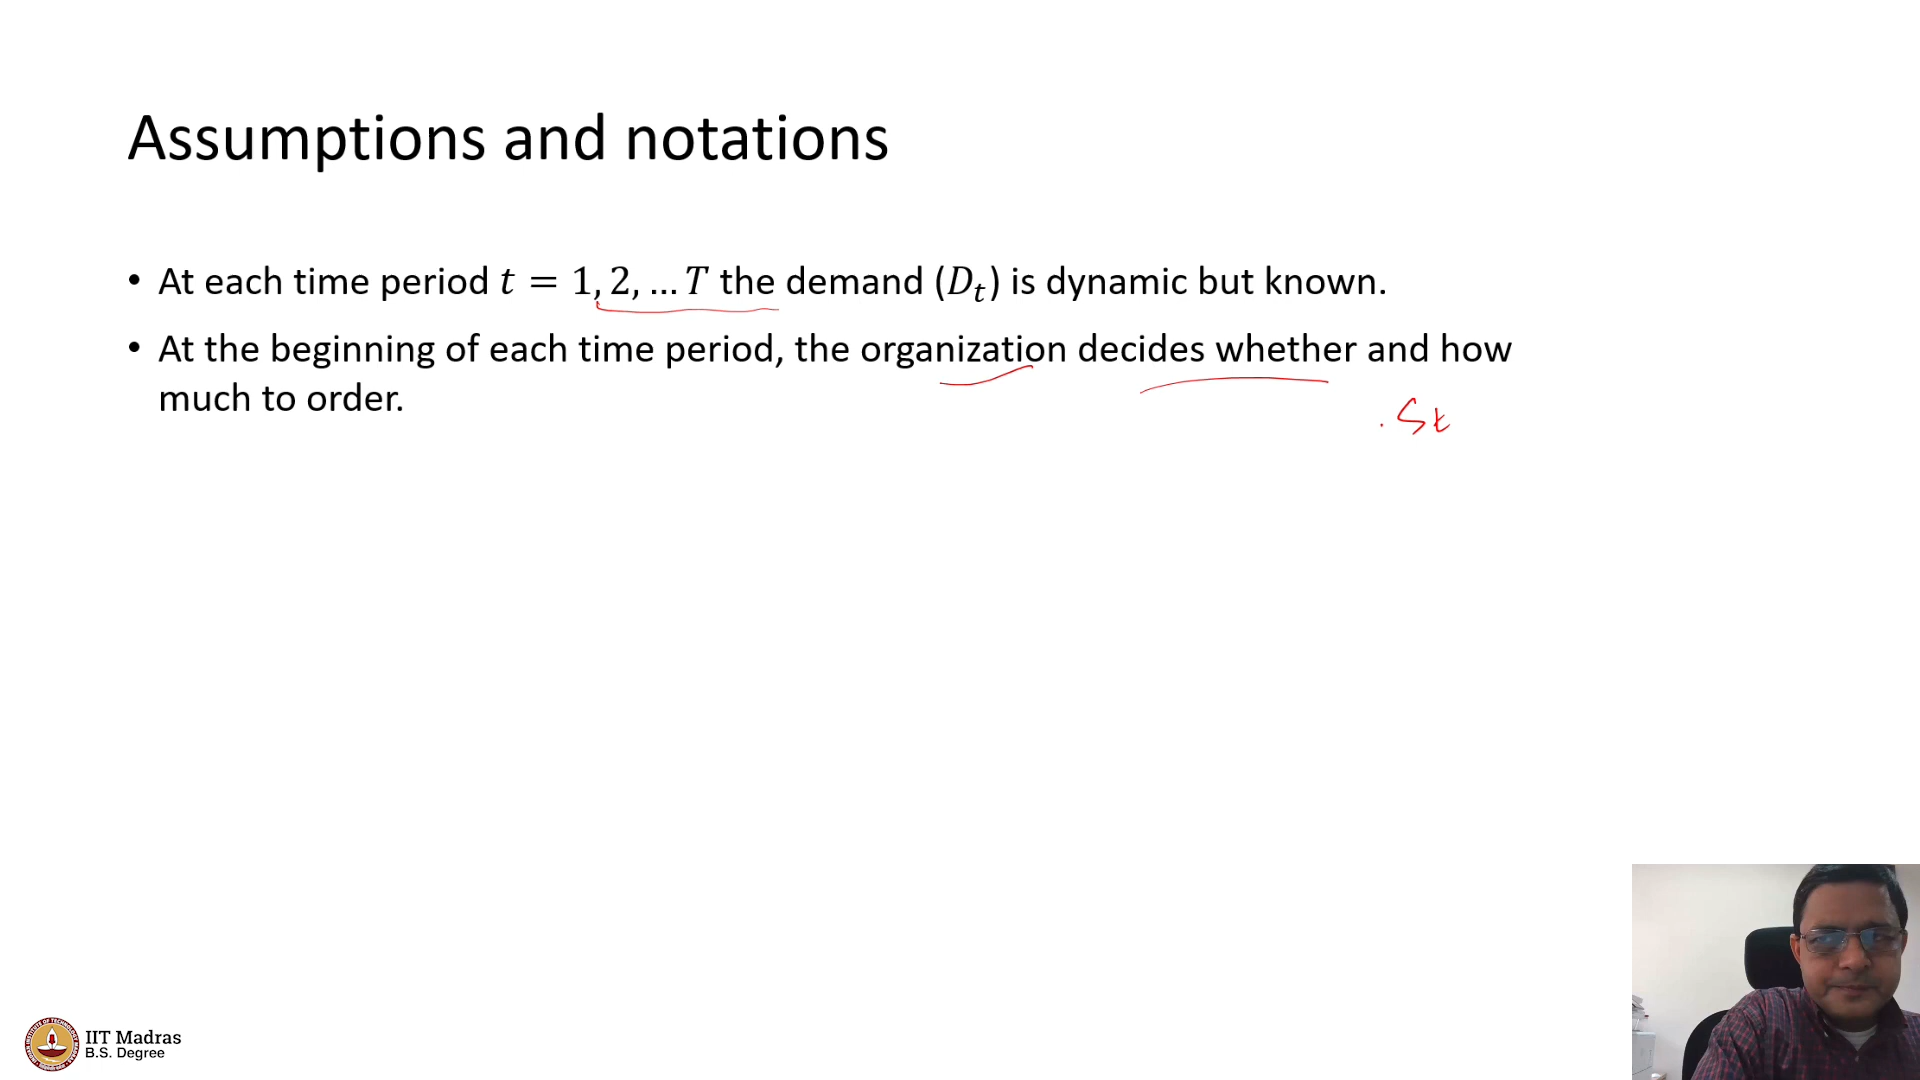 Assumptions and notations
• At each time period t = 1, 2, … T the demand (Dₜ) is dynamic but known.
• At the beginning of each time period, the organization decides whether and how
much to order.
St
IIT Madras
B.S. Degree